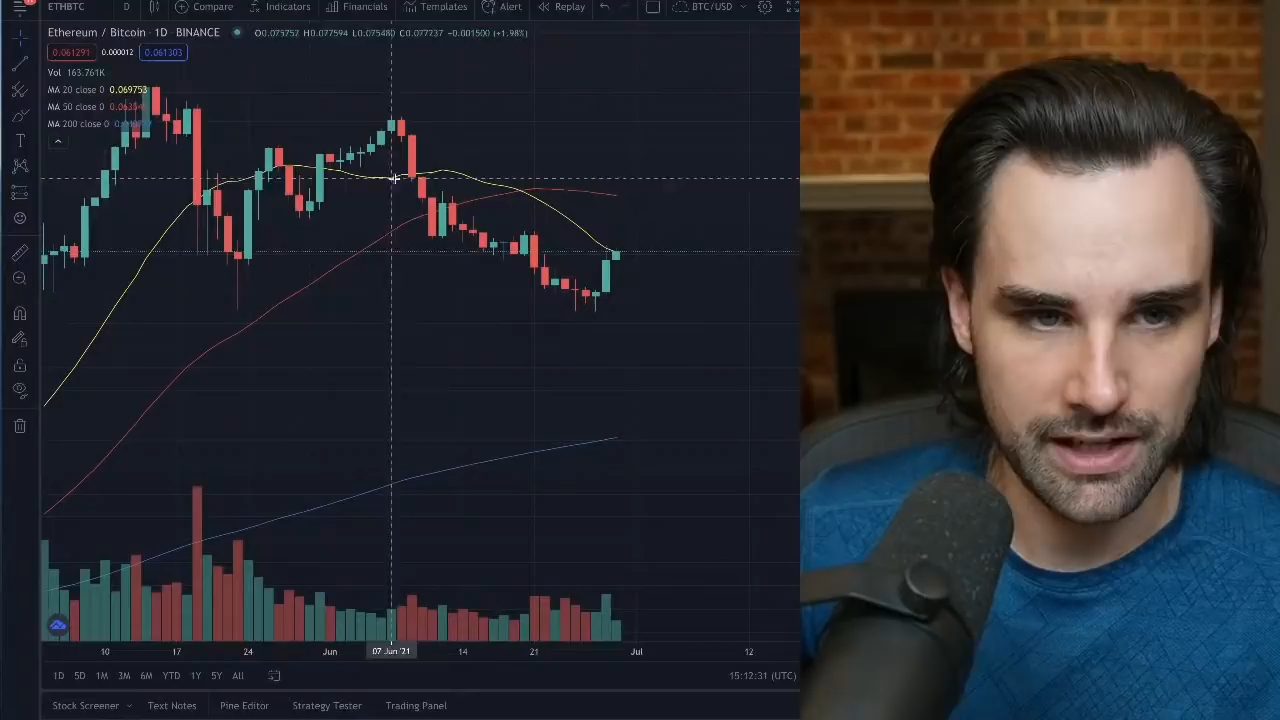 ETHBTC D Compare Indicators Financials Templates Alert Replay BTC/USD
Ethereum / Bitcoin · 1D · BINANCE O0.075757 H0.077594 L0.07548 C0.077737 −0.001500 (+1.98%)
0.061291 0.000012 0.061303
Vol 163.761K
MA 20 close 0 0.069753
MA 50 close 0
MA 200 close 0
10 17 24 Jun 07 Jun '21 14 21 Jul 12
1D 5D 1M 3M 6M YTD 1Y 5Y All 15:12:31 (UTC)
Stock Screener Text Notes Pine Editor Strategy Tester Trading Panel